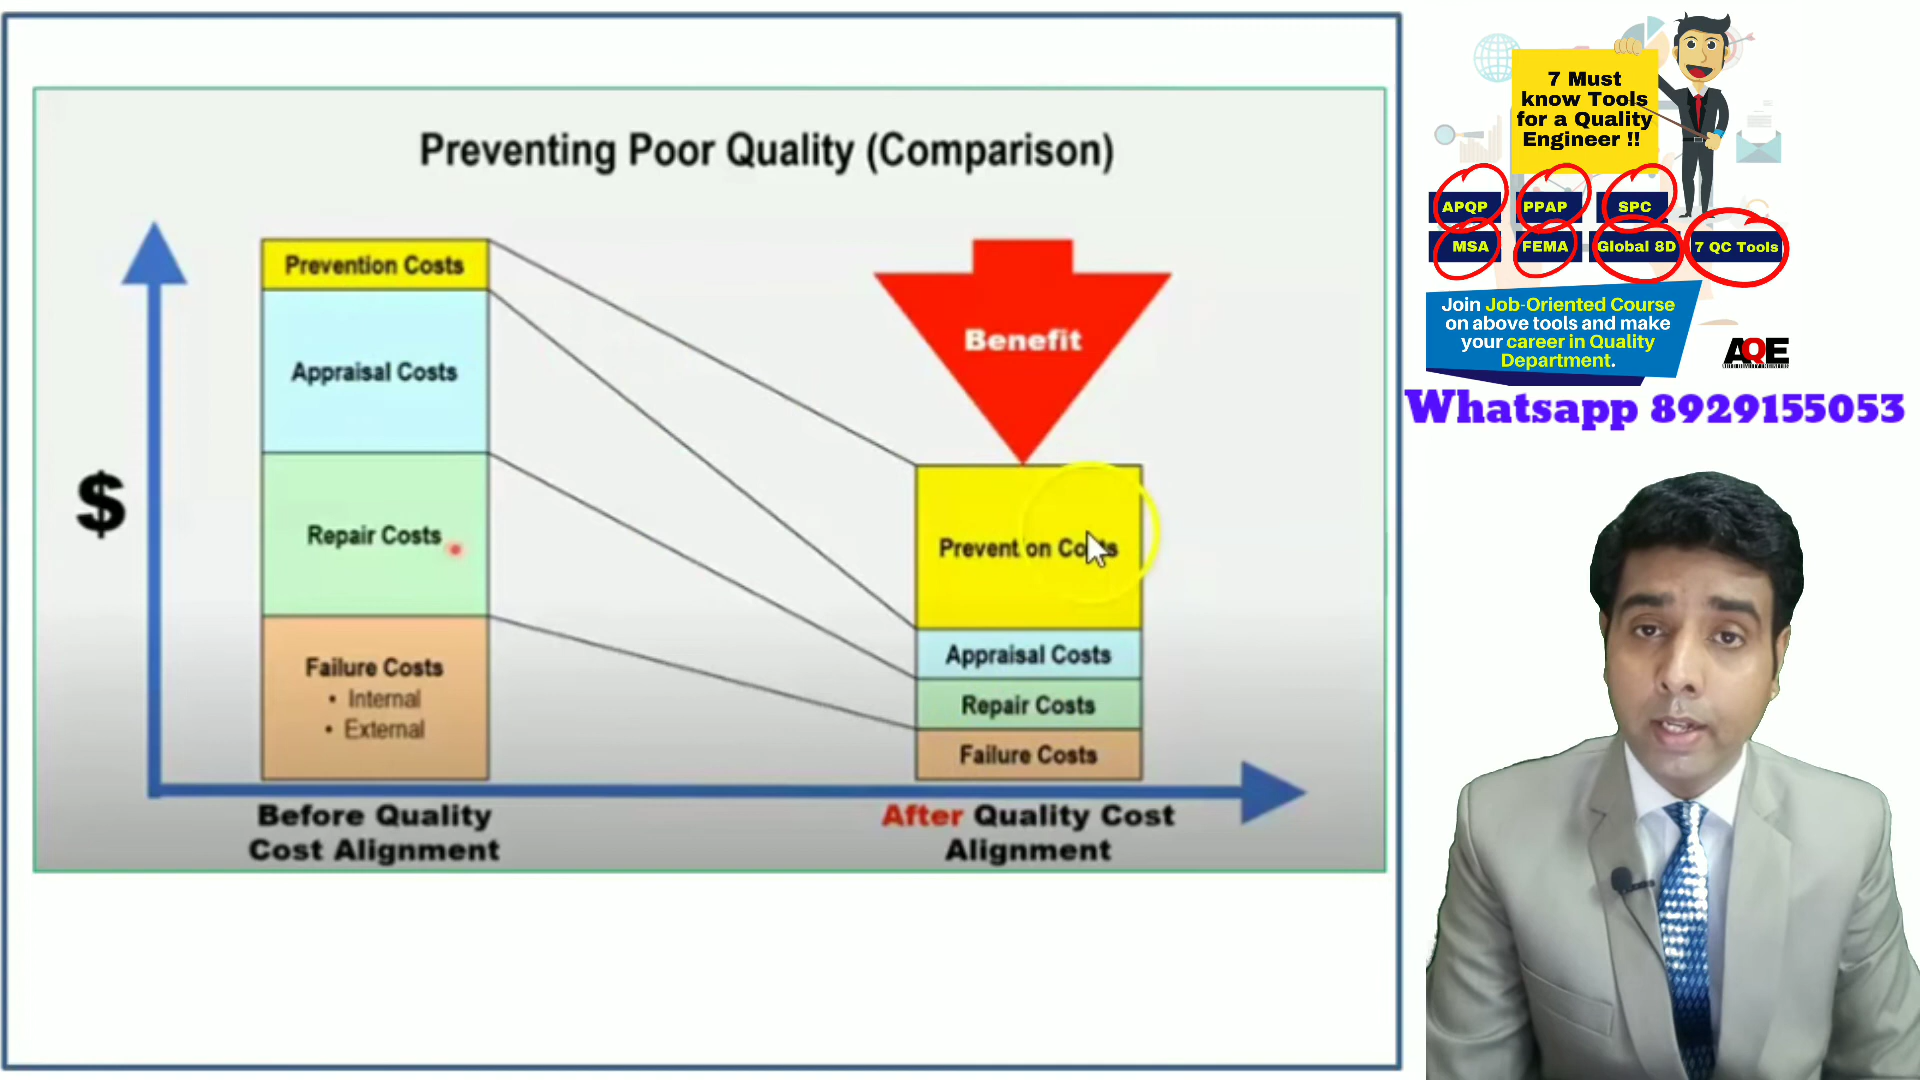 Preventing Poor Quality (Comparison)
$
Prevention Costs
Appraisal Costs
Repair Costs
Failure Costs
• Internal
• External
Before Quality
Cost Alignment
Benefit
Prevent on Costs
Appraisal Costs
Repair Costs
Failure Costs
After Quality Cost
Alignment
7 Must
know Tools
for a Quality
Engineer !!
APQP PPAP SPC
MSA FEMA Global 8D 7 QC Tools
Join Job-Oriented Course
on above tools and make
your career in Quality
Department.
AQE
Whatsapp 8929155053